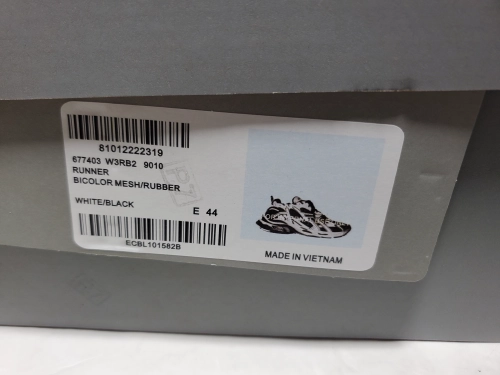 81012222319
677403 W3RB2 9010
RUNNER
BICOLOR MESH/RUBBER
WHITE/BLACK
E 44
ECBL101582B
MADE IN VIETNAM